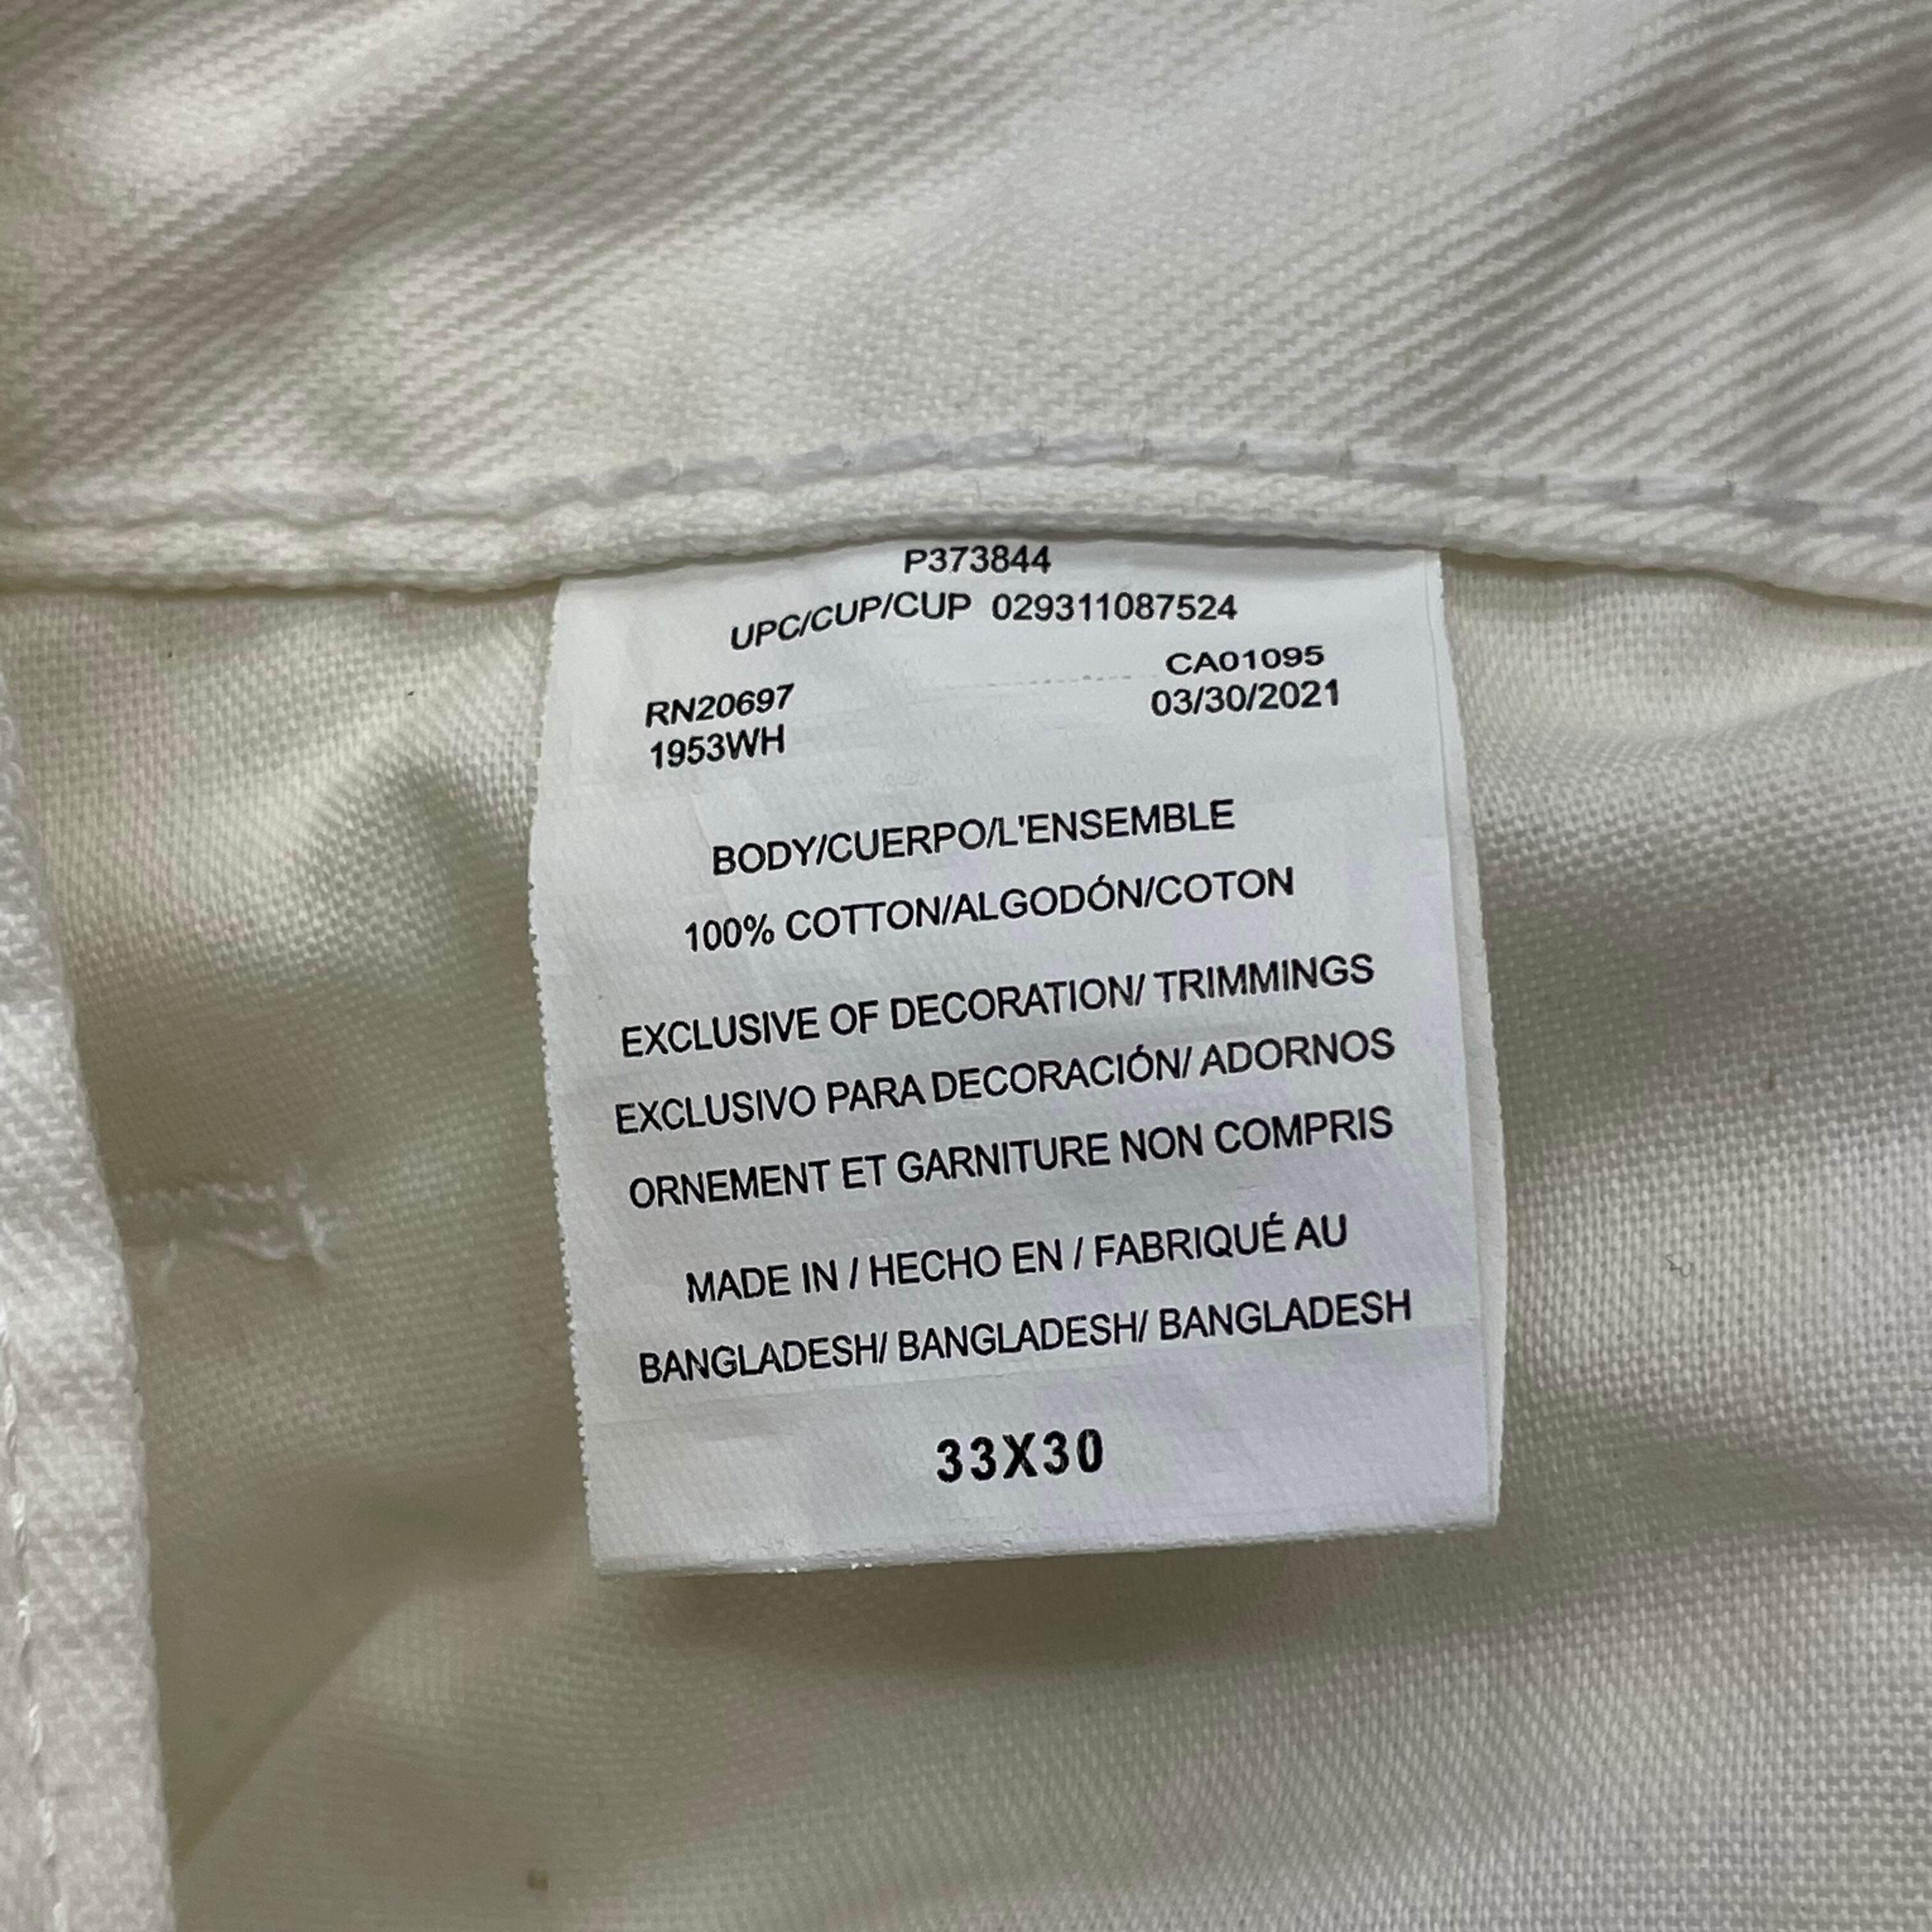 P373844
UPC/CUP/CUP 029311087524
CA01095
RN20697 03/30/2021
1953WH
BODY/CUERPO/L'ENSEMBLE
100% COTTON/ALGODÓN/COTON
EXCLUSIVE OF DECORATION/ TRIMMINGS
EXCLUSIVO PARA DECORACIÓN/ ADORNOS
ORNEMENT ET GARNITURE NON COMPRIS
MADE IN / HECHO EN / FABRIQUÉ AU
BANGLADESH/ BANGLADESH/ BANGLADESH
33X30